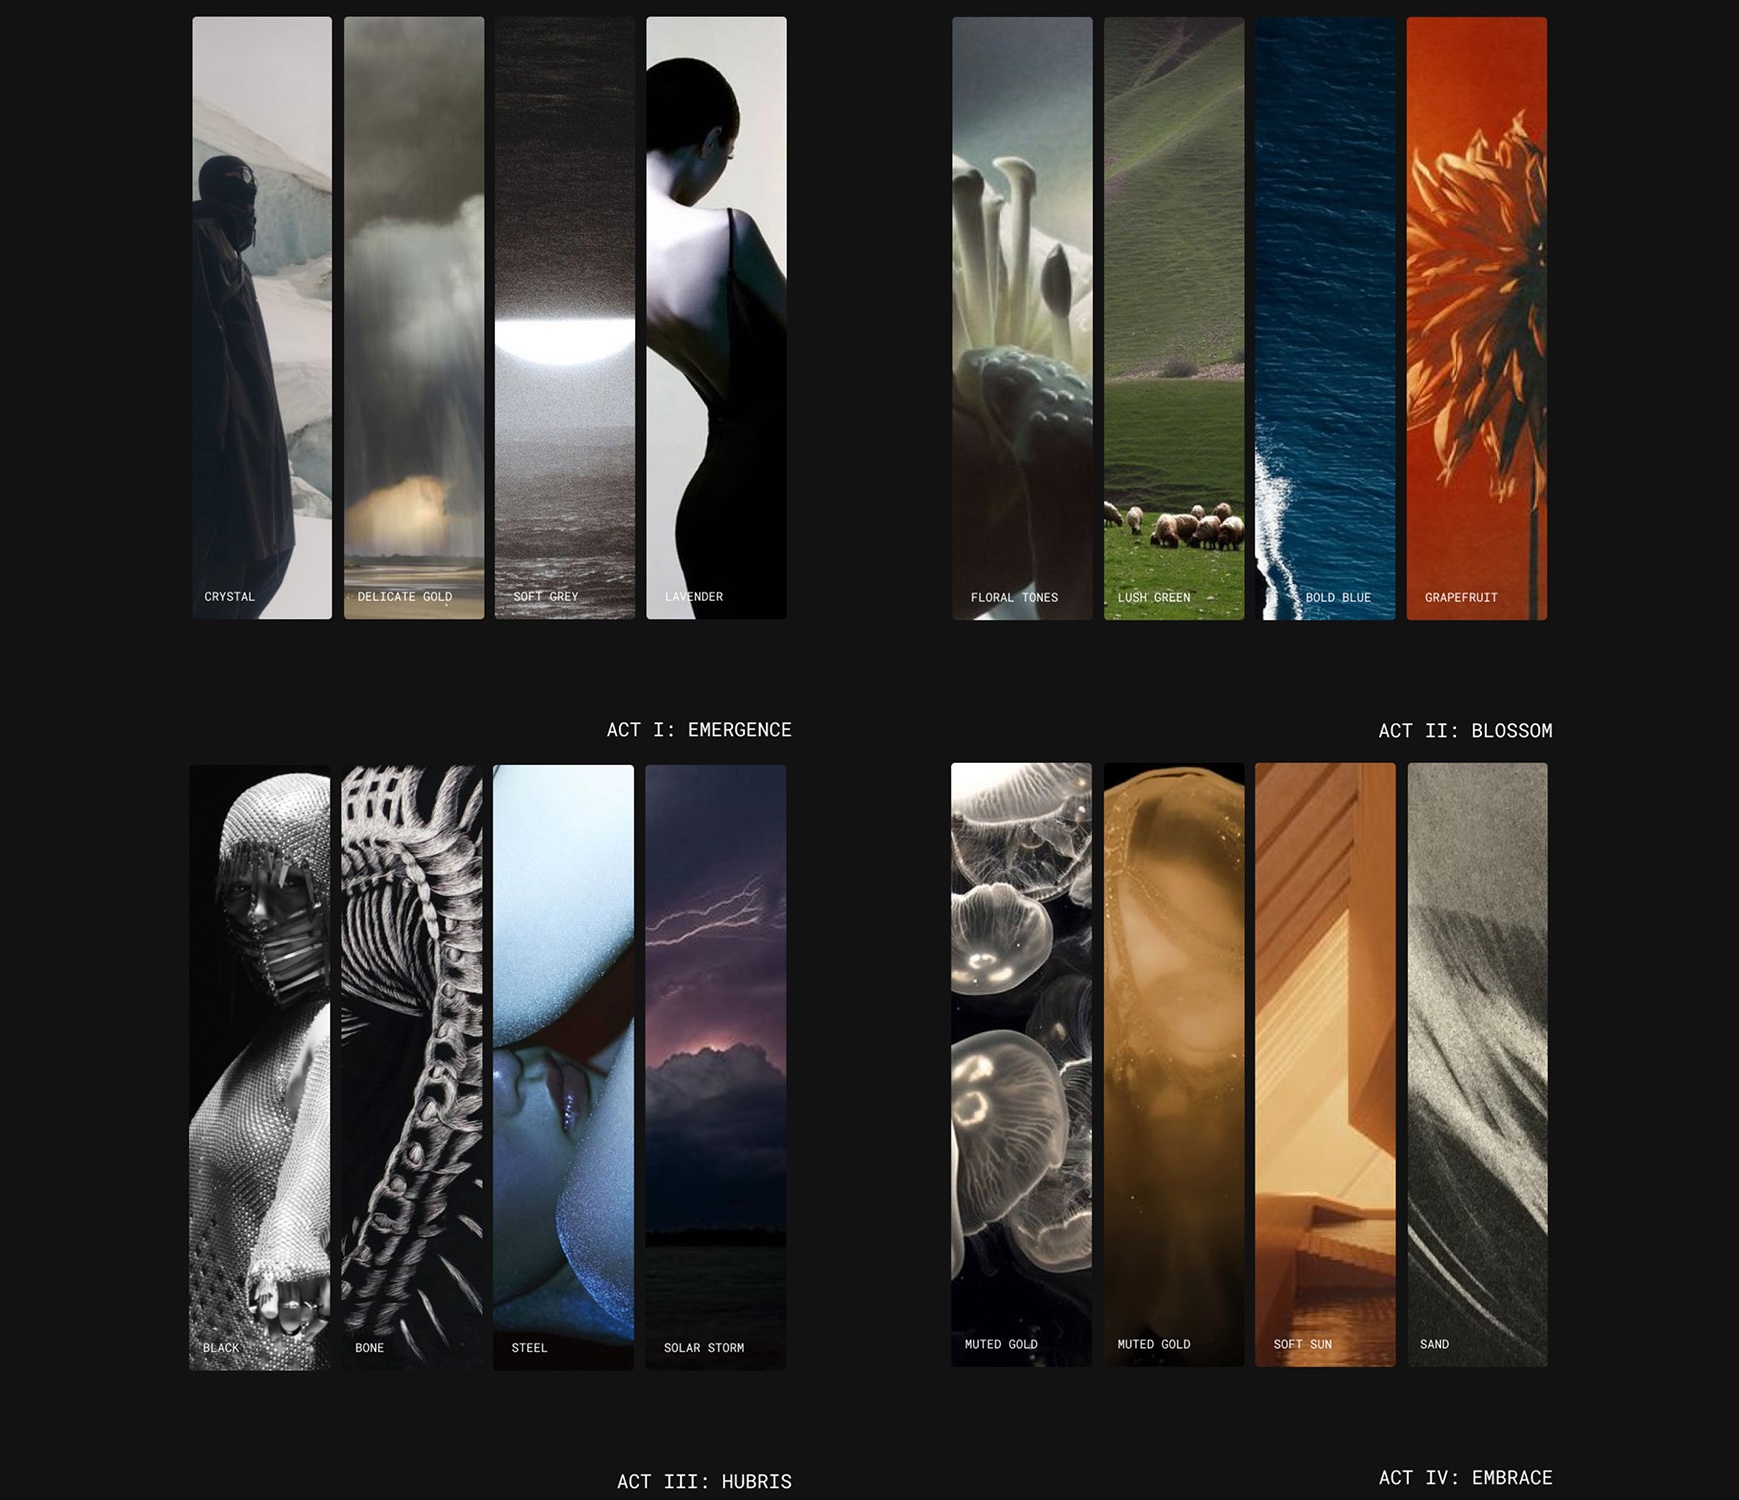 CRYSTAL
DELICATE GOLD
SOFT GREY
LAVENDER
FLORAL TONES
LUSH GREEN
BOLD BLUE
GRAPEFRUIT
ACT I: EMERGENCE
ACT II: BLOSSOM
BLACK
BONE
STEEL
SOLAR STORM
MUTED GOLD
MUTED GOLD
SOFT SUN
SAND
ACT III: HUBRIS
ACT IV: EMBRACE